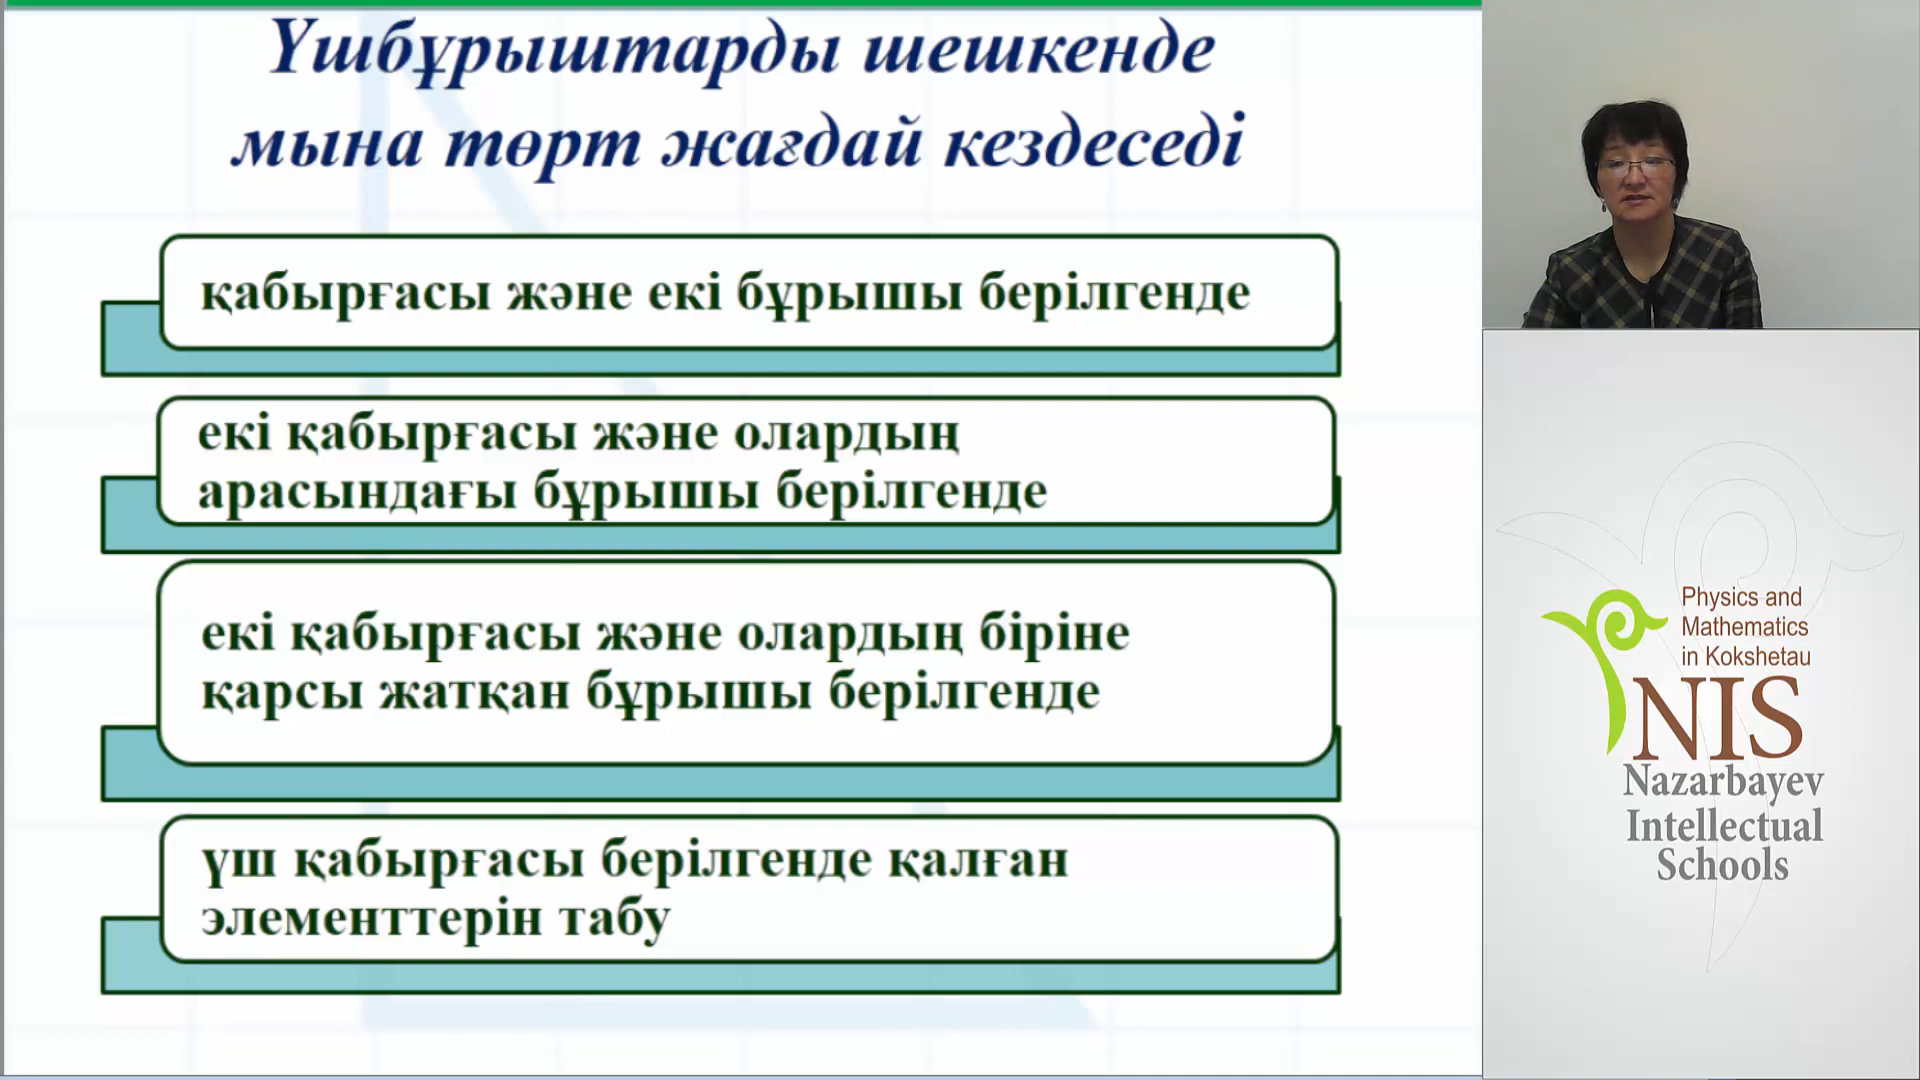 Үшбұрыштарды шешкенде
мына төрт жағдай кездеседі
қабырғасы және екі бұрышы берілгенде
екі қабырғасы және олардың
арасындағы бұрышы берілгенде
екі қабырғасы және олардың біріне
қарсы жатқан бұрышы берілгенде
үш қабырғасы берілгенде қалған
элементтерін табу
Physics and
Mathematics
in Kokshetau
NIS
Nazarbayev
Intellectual
Schools